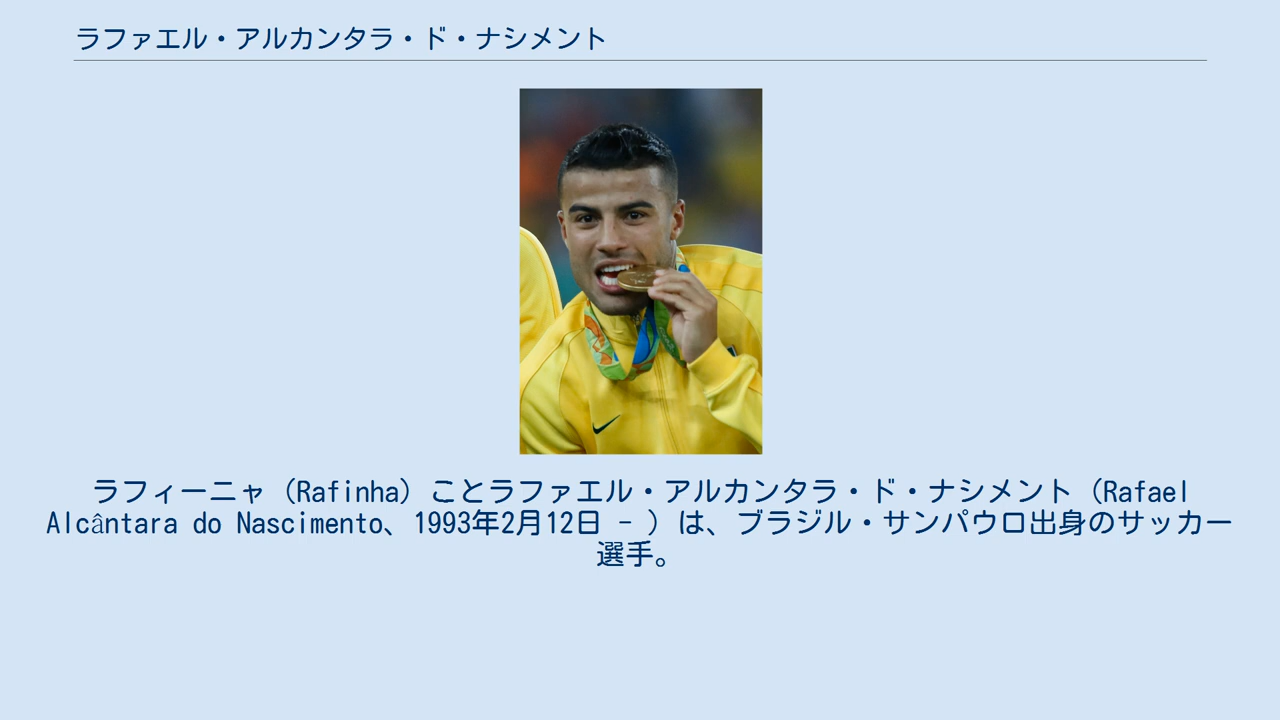 ラファエル・アルカンタラ・ド・ナシメント
ラフィーニャ（Rafinha）ことラファエル・アルカンタラ・ド・ナシメント（Rafael
Alcântara do Nascimento、1993年2月12日 - ）は、ブラジル・サンパウロ出身のサッカー
選手。